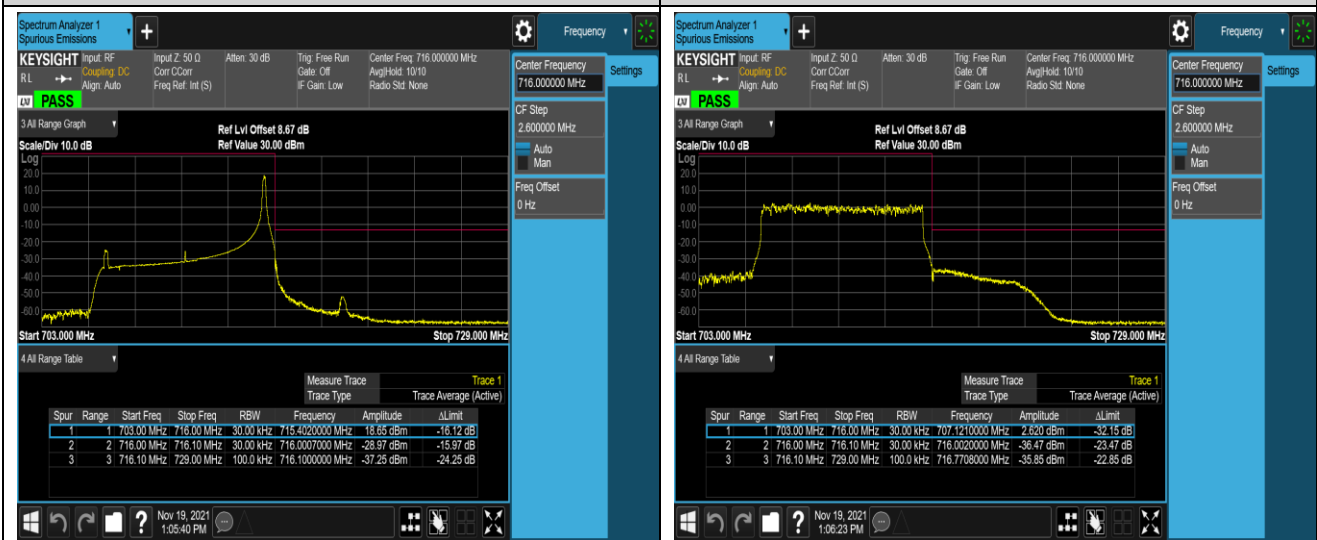 Spectrum Analyzer 1
Spurious Emissions
Frequency
KEYSIGHT Input: RF Input Z: 50 Ω Atten: 30 dB Trig: Free Run Center Freq: 716.000000 MHz
RL Coupling: DC Corr CCorr Gate: Off Avg|Hold: 10/10
Align: Auto Freq Ref: Int (S) IF Gain: Low Radio Std: None
LXI PASS
Center Frequency
716.000000 MHz
Settings
CF Step
2.600000 MHz
Auto
Man
Freq Offset
0 Hz
3 All Range Graph
Ref Lvl Offset 8.67 dB
Scale/Div 10.0 dB Ref Value 30.00 dBm
Log
20.0
10.0
0.00
-10.0
-20.0
-30.0
-40.0
-50.0
-60.0
Start 703.000 MHz Stop 729.000 MHz
4 All Range Table
Measure Trace Trace 1
Trace Type Trace Average (Active)
Spur Range Start Freq Stop Freq RBW Frequency Amplitude ΔLimit
1 1 703.00 MHz 716.00 MHz 30.00 kHz 715.4020000 MHz 18.65 dBm -16.12 dB
2 2 716.00 MHz 716.10 MHz 30.00 kHz 716.0007000 MHz -28.97 dBm -15.97 dB
3 3 716.10 MHz 729.00 MHz 100.0 kHz 716.1000000 MHz -37.25 dBm -24.25 dB
Nov 19, 2021
1:05:40 PM
Spectrum Analyzer 1
Spurious Emissions
Frequency
KEYSIGHT Input: RF Input Z: 50 Ω Atten: 30 dB Trig: Free Run Center Freq: 716.000000 MHz
RL Coupling: DC Corr CCorr Gate: Off Avg|Hold: 10/10
Align: Auto Freq Ref: Int (S) IF Gain: Low Radio Std: None
LXI PASS
Center Frequency
716.000000 MHz
Settings
CF Step
2.600000 MHz
Auto
Man
Freq Offset
0 Hz
3 All Range Graph
Ref Lvl Offset 8.67 dB
Scale/Div 10.0 dB Ref Value 30.00 dBm
Log
20.0
10.0
0.00
-10.0
-20.0
-30.0
-40.0
-50.0
-60.0
Start 703.000 MHz Stop 729.000 MHz
4 All Range Table
Measure Trace Trace 1
Trace Type Trace Average (Active)
Spur Range Start Freq Stop Freq RBW Frequency Amplitude ΔLimit
1 1 703.00 MHz 716.00 MHz 30.00 kHz 707.1210000 MHz 2.620 dBm -32.15 dB
2 2 716.00 MHz 716.10 MHz 30.00 kHz 716.0020000 MHz -36.47 dBm -23.47 dB
3 3 716.10 MHz 729.00 MHz 100.0 kHz 716.7708000 MHz -35.85 dBm -22.85 dB
Nov 19, 2021
1:06:23 PM